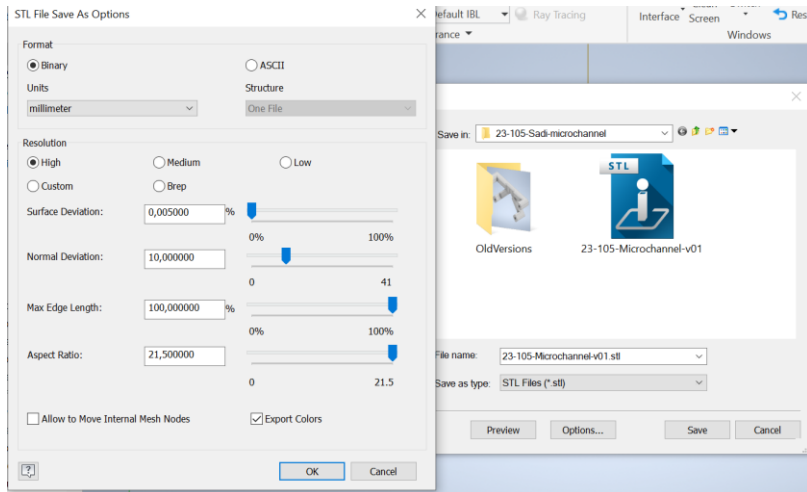 STL File Save As Options
Format
Binary
ASCII
Units
Structure
millimeter
One File
Resolution
High
Medium
Low
Custom
Brep
Surface Deviation:
0,005000
%
0%
100%
Normal Deviation:
10,000000
0
41
Max Edge Length:
100,000000
%
0%
100%
Aspect Ratio:
21,500000
0
21.5
Allow to Move Internal Mesh Nodes
Export Colors
OK
Cancel
Default IBL
Ray Tracing
Interface
Screen
Windows
Save in:
23-105-Sadi-microchannel
STL
OldVersions
23-105-Microchannel-v01
File name:
23-105-Microchannel-v01.stl
Save as type:
STL Files (*.stl)
Preview
Options...
Save
Cancel